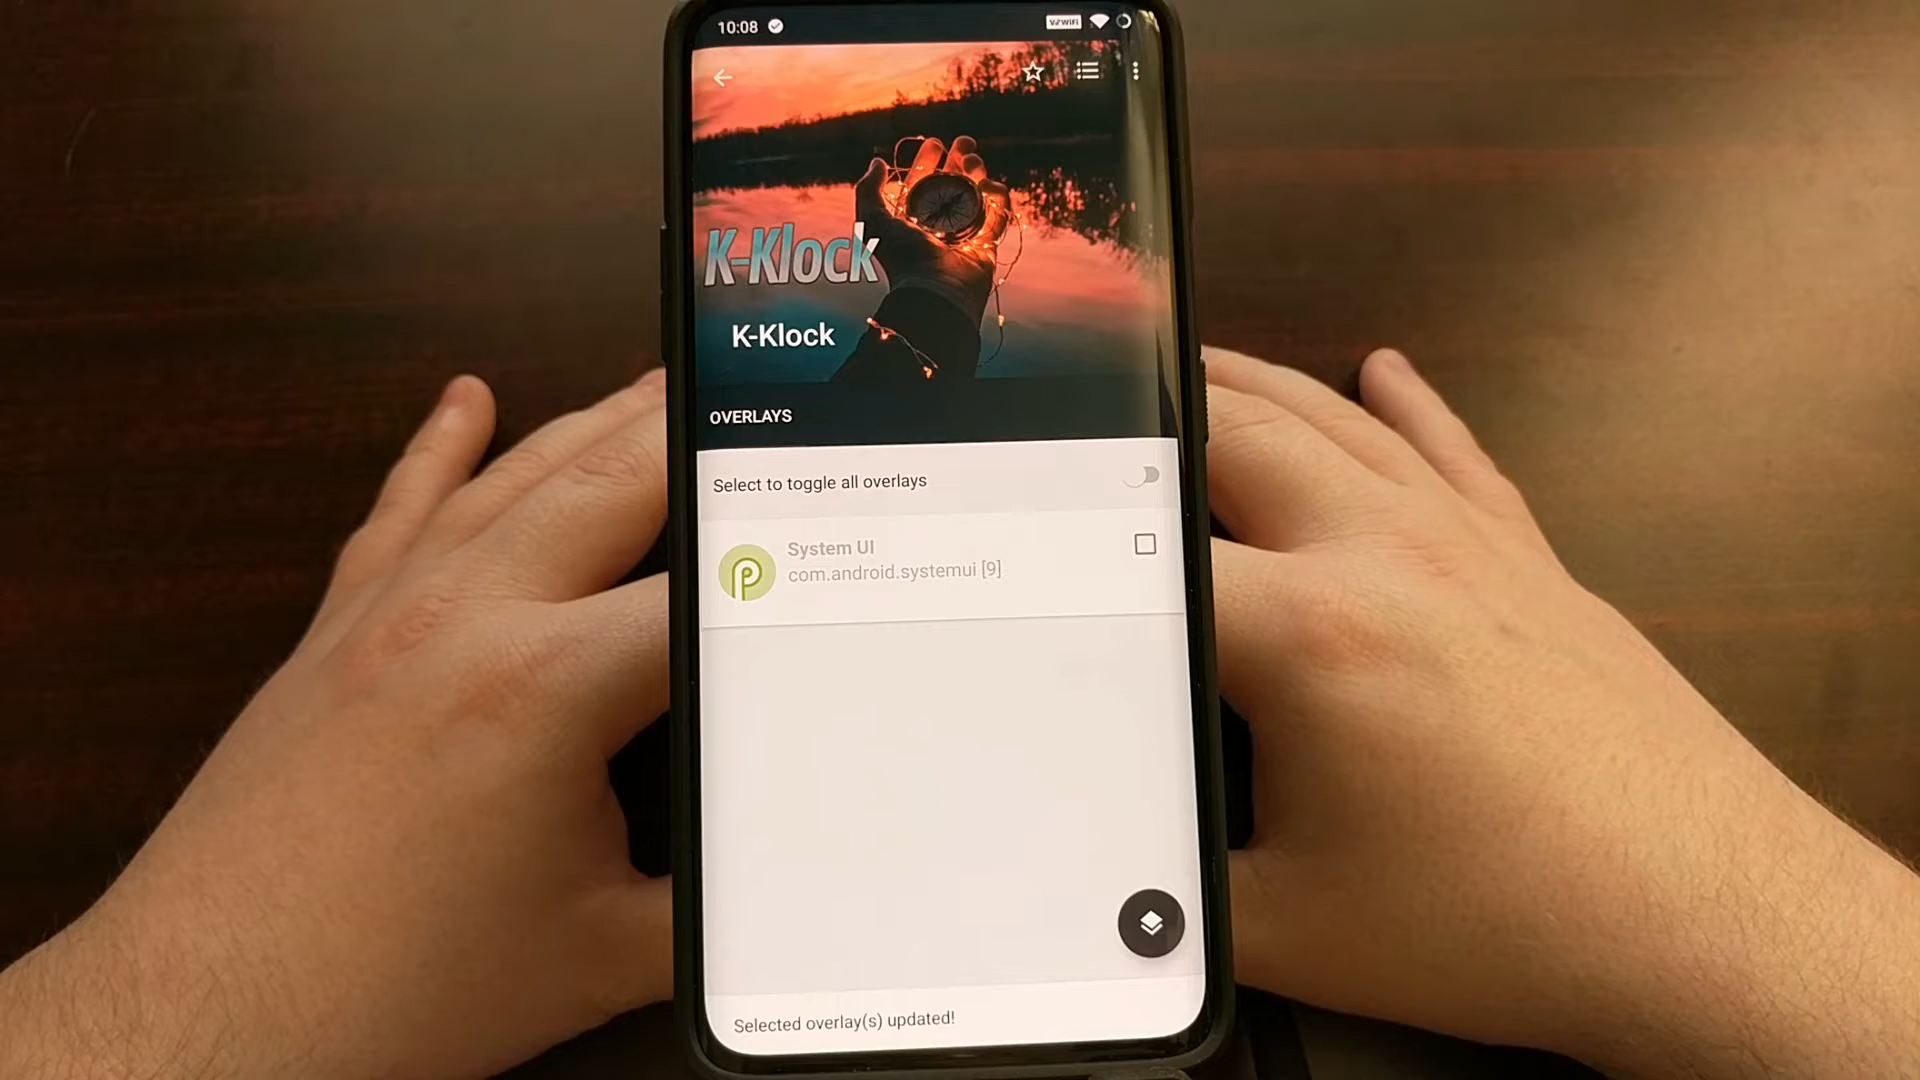 10:08
VoWiFi
K-Klock
K-Klock
OVERLAYS
Select to toggle all overlays
System UI
com.android.systemui [9]
Selected overlay(s) updated!